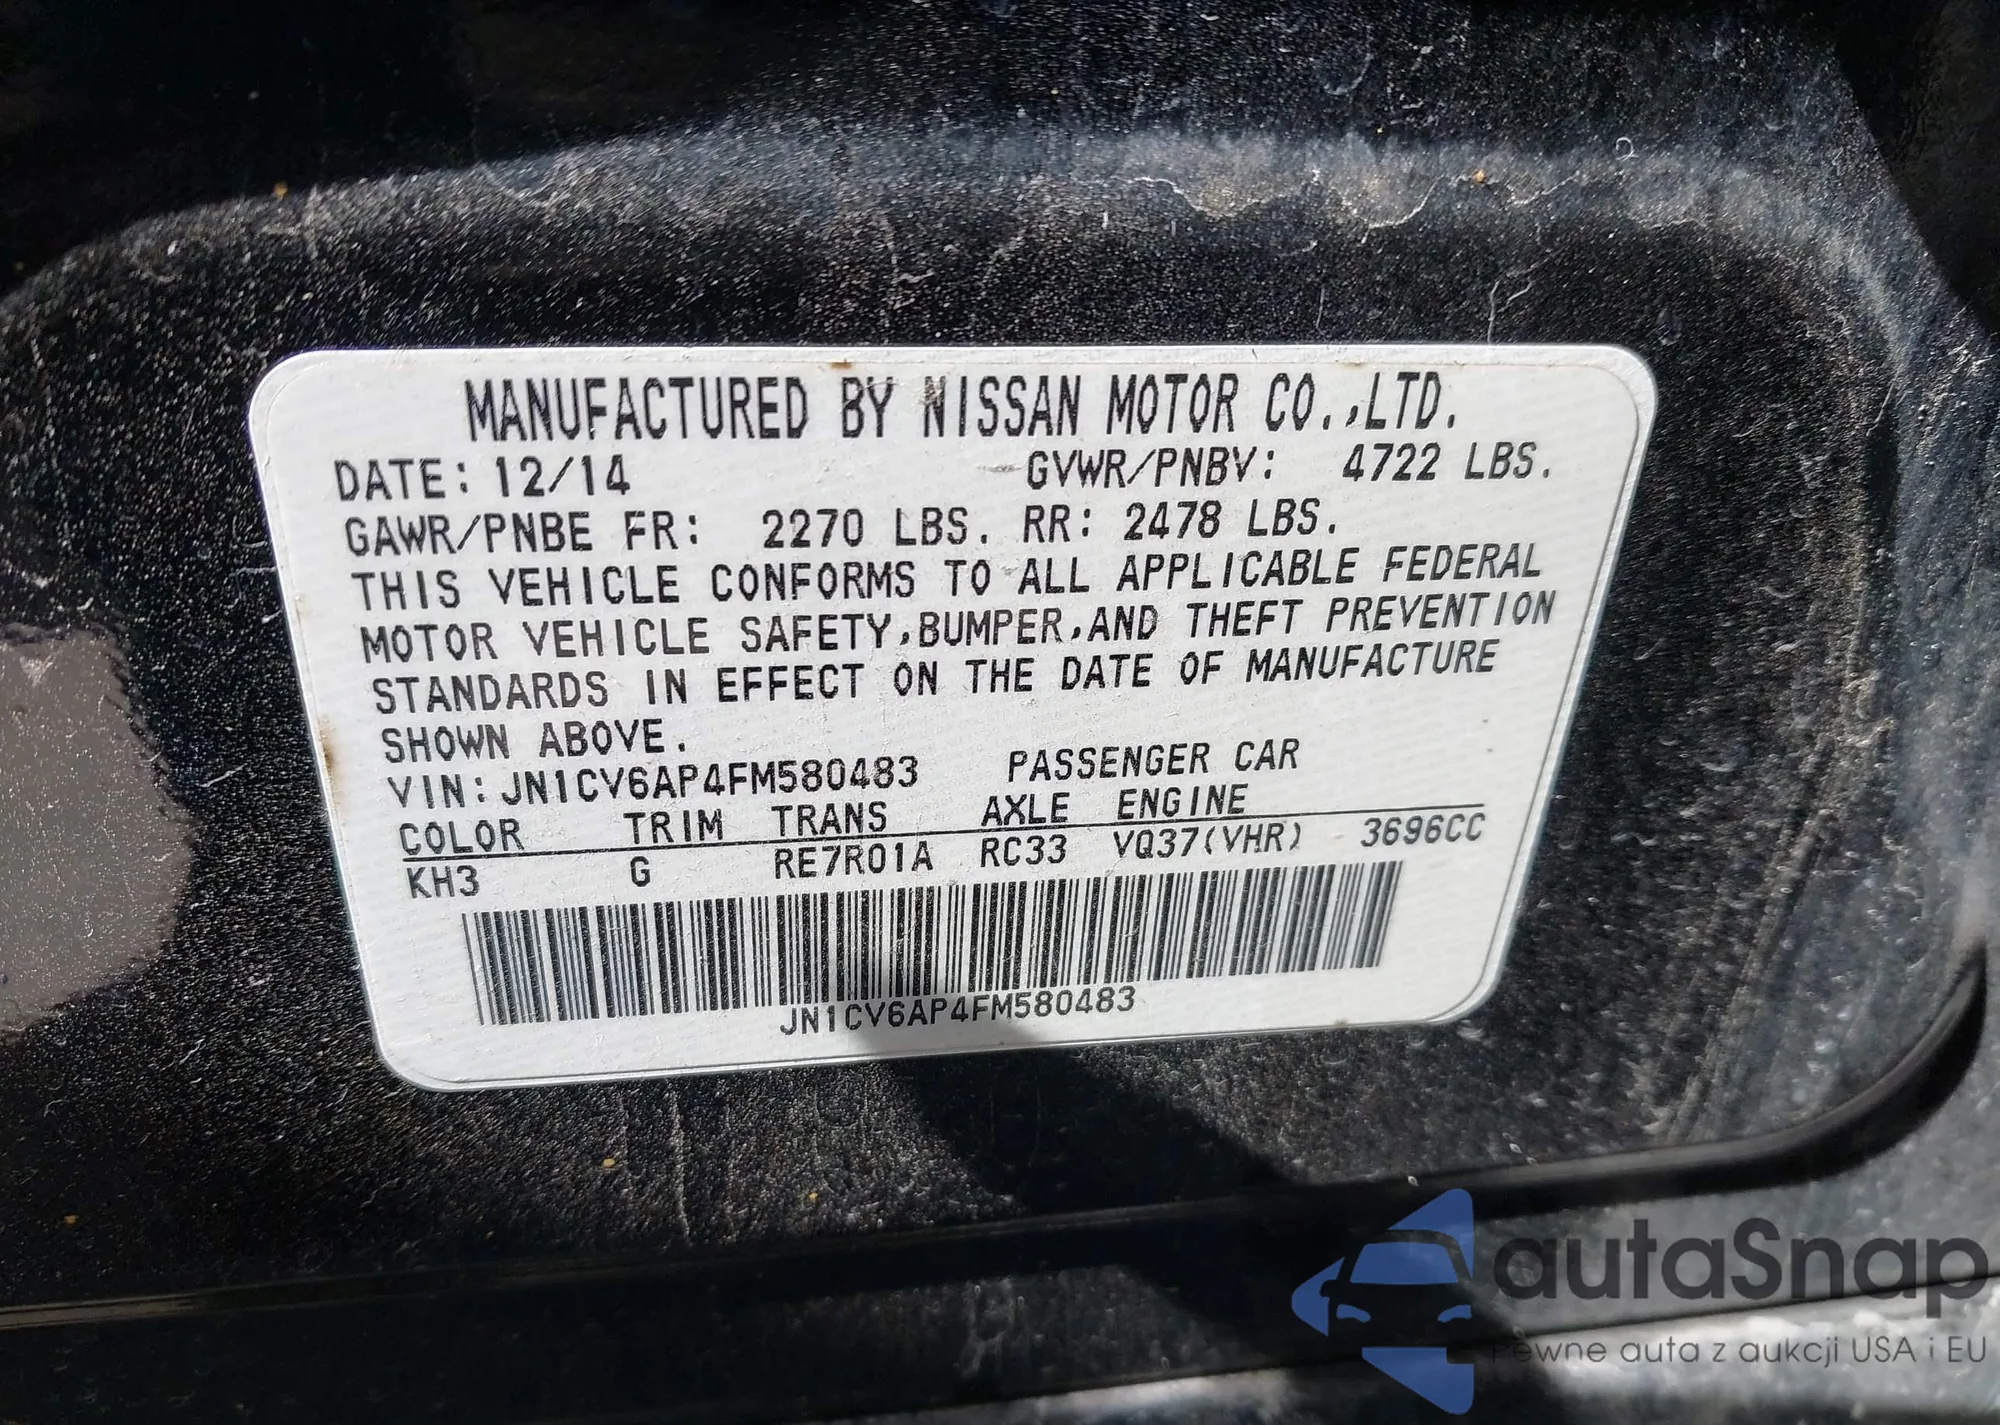 MANUFACTURED BY NISSAN MOTOR CO.,LTD.
DATE: 12/14 GVWR/PNBV: 4722 LBS.
GAWR/PNBE FR: 2270 LBS. RR: 2478 LBS.
THIS VEHICLE CONFORMS TO ALL APPLICABLE FEDERAL
MOTOR VEHICLE SAFETY,BUMPER,AND THEFT PREVENTION
STANDARDS IN EFFECT ON THE DATE OF MANUFACTURE
SHOWN ABOVE.
VIN: JN1CV6AP4FM580483 PASSENGER CAR
COLOR TRIM TRANS AXLE ENGINE
KH3 G RE7R01A RC33 VQ37(VHR) 3696CC
JN1CV6AP4FM580483
autaSnap
Pewne auta z aukcji USA i EU